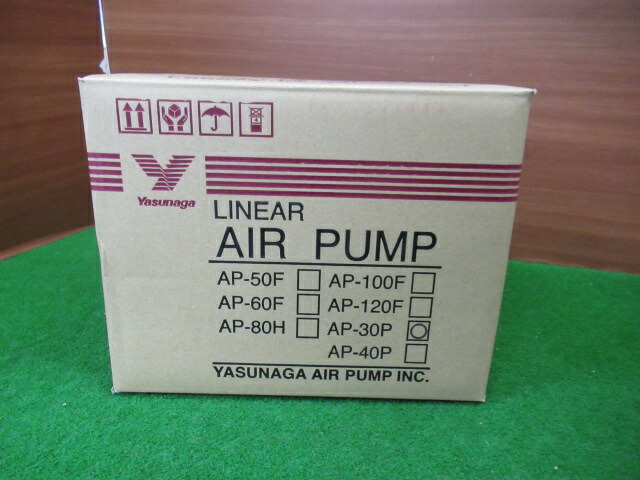 Yasunaga
LINEAR
AIR PUMP
AP-50F AP-100F
AP-60F AP-120F
AP-80H AP-30P
AP-40P
YASUNAGA AIR PUMP INC.